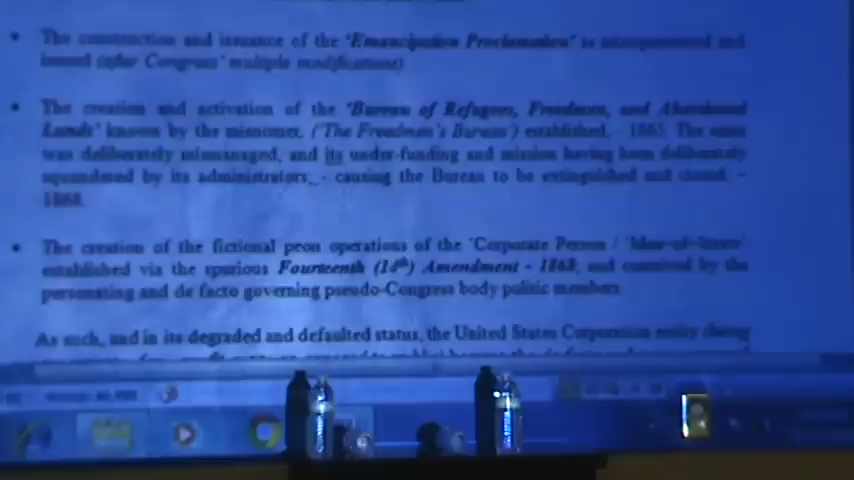 • The construction and issuance of the 'Emancipation Proclamation' as and
issued (after Congress' multiple modifications)
• The creation and activation of the 'Bureau of Refugees, Freedmen, and Abandoned
Lands' known by the misnomer, ('The Freedmen's Bureau') established, - 1865. The same
was deliberately mismanaged, and its under-funding and mission having been deliberately
squandered by its administrators, - causing the Bureau to be extinguished and closed. -
1868.
• The creation of the fictional peon operations of the 'Corporate Person / 'Man-of-Straw'
established via the spurious Fourteenth (14th) Amendment - 1868, and conceived by the
personating and de facto governing pseudo-Congress body politic members
As such, and in its degraded and defaulted status, the United States Corporation entity